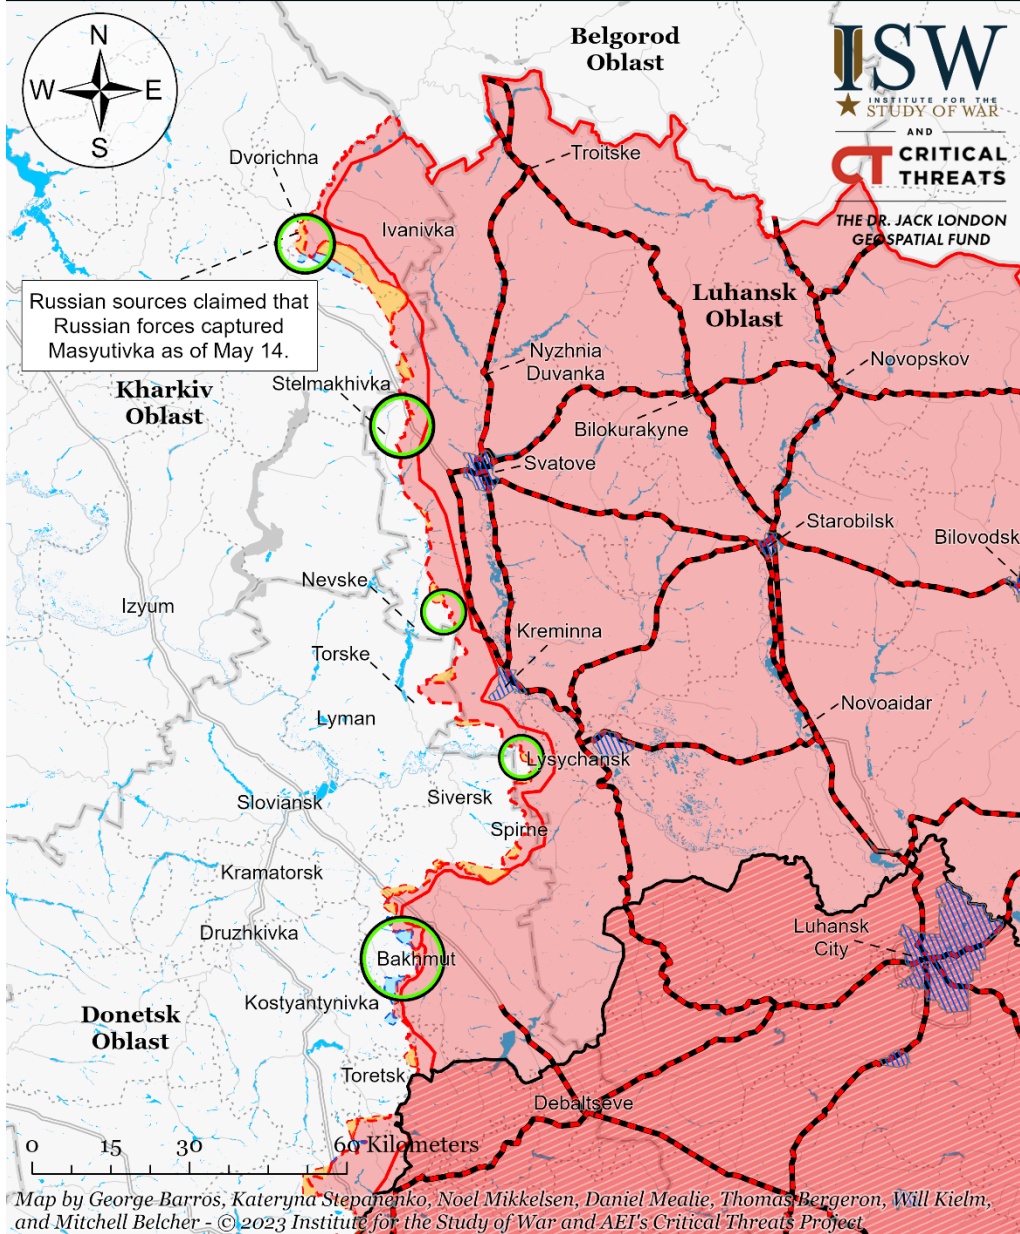 N
W
E
S
Belgorod
Oblast
ISW
INSTITUTE FOR THE
STUDY OF WAR
AND
CT CRITICAL
THREATS
THE DR. JACK LONDON
GEOSPATIAL FUND
Dvorichna
Troitske
Ivanivka
Russian sources claimed that
Russian forces captured
Masyutivka as of May 14.
Luhansk
Oblast
Nyzhnia
Duvanka
Novopskov
Kharkiv
Oblast
Stelmakhivka
Bilokurakyne
Svatove
Starobilsk
Bilovodsk
Nevske
Izyum
Kreminna
Torske
Lyman
Novoaidar
Lysychansk
Siversk
Sloviansk
Spirne
Kramatorsk
Druzhkivka
Luhansk
City
Bakhmut
Kostyantynivka
Donetsk
Oblast
Toretsk
Debaltseve
0 15 30 60 Kilometers
Map by George Barros, Kateryna Stepanenko, Noel Mikkelsen, Daniel Mealie, Thomas Bergeron, Will Kielm,
and Mitchell Belcher - © 2023 Institute for the Study of War and AEI's Critical Threats Project